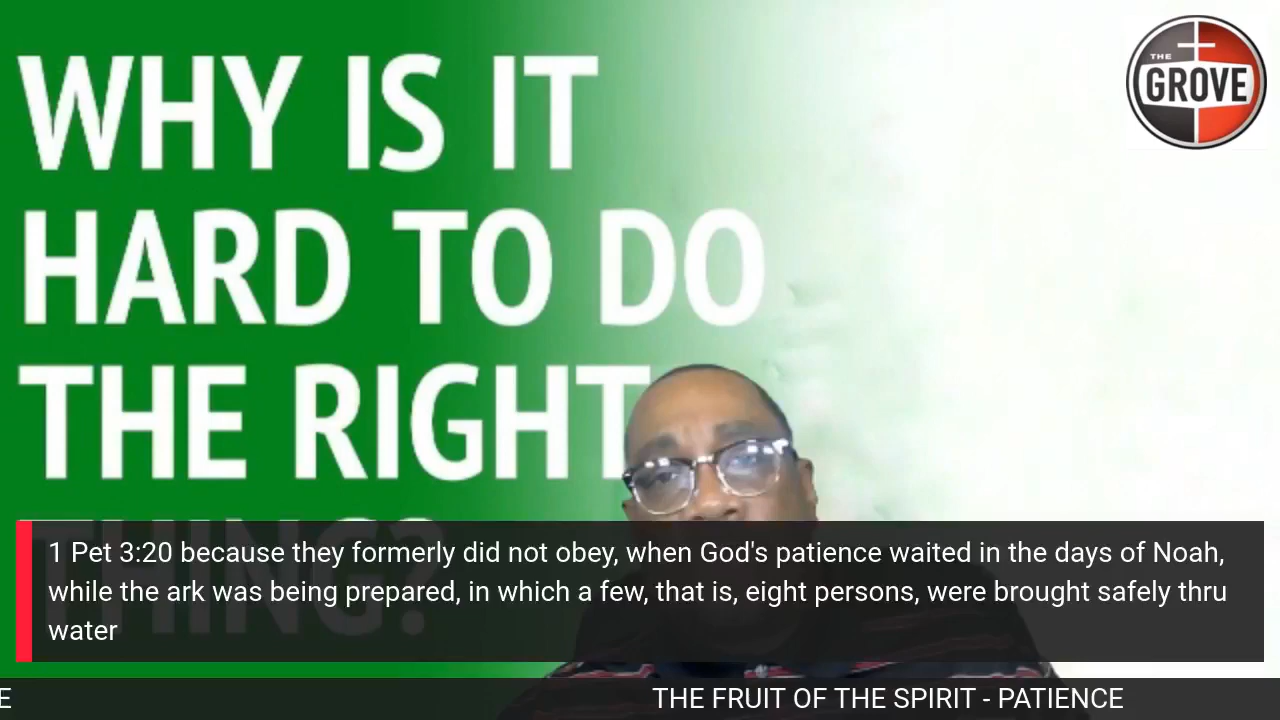 WHY IS IT
HARD TO DO
THE RIGHT
THING?
THE
GROVE
1 Pet 3:20 because they formerly did not obey, when God's patience waited in the days of Noah,
while the ark was being prepared, in which a few, that is, eight persons, were brought safely thru
water
E
THE FRUIT OF THE SPIRIT - PATIENCE